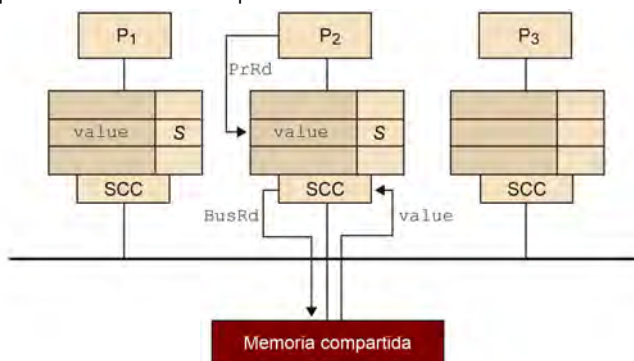 P1 P2 P3
PrRd
value S value S
SCC SCC SCC
BusRd value
Memoria compartida